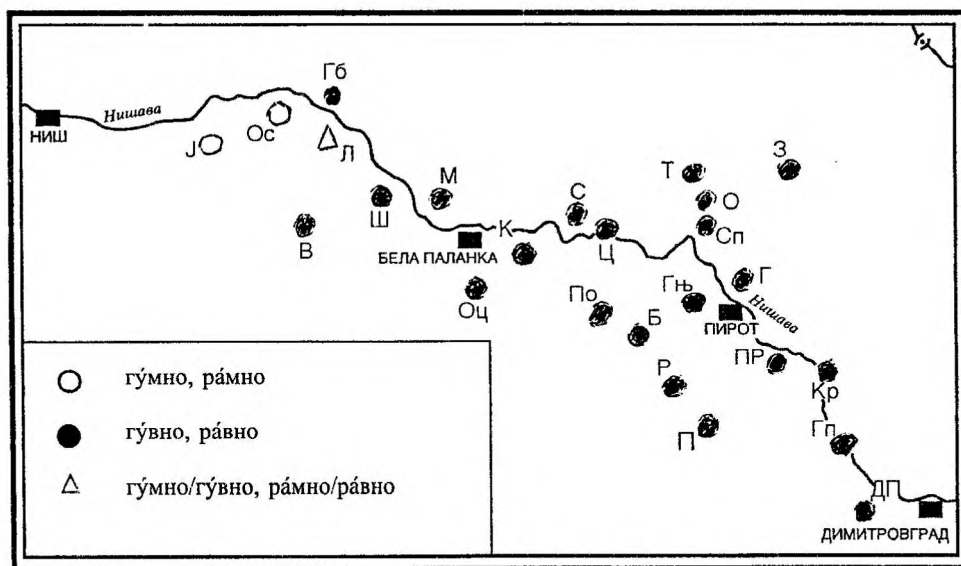 Гб
Нишава
НИШ
Ос
Ј
Л
Т
З
М
С
О
Ш
К
Сп
В
Ц
БЕЛА ПАЛАНКА
Г
Оц
По
Гњ
Нишава
Б
ПИРОТ
ПР
Р
Кр
П
Гп
ДП
ДИМИТРОВГРАД
гу́мно, ра́мно
гу́вно, ра́вно
гу́мно/гу́вно, ра́мно/ра́вно